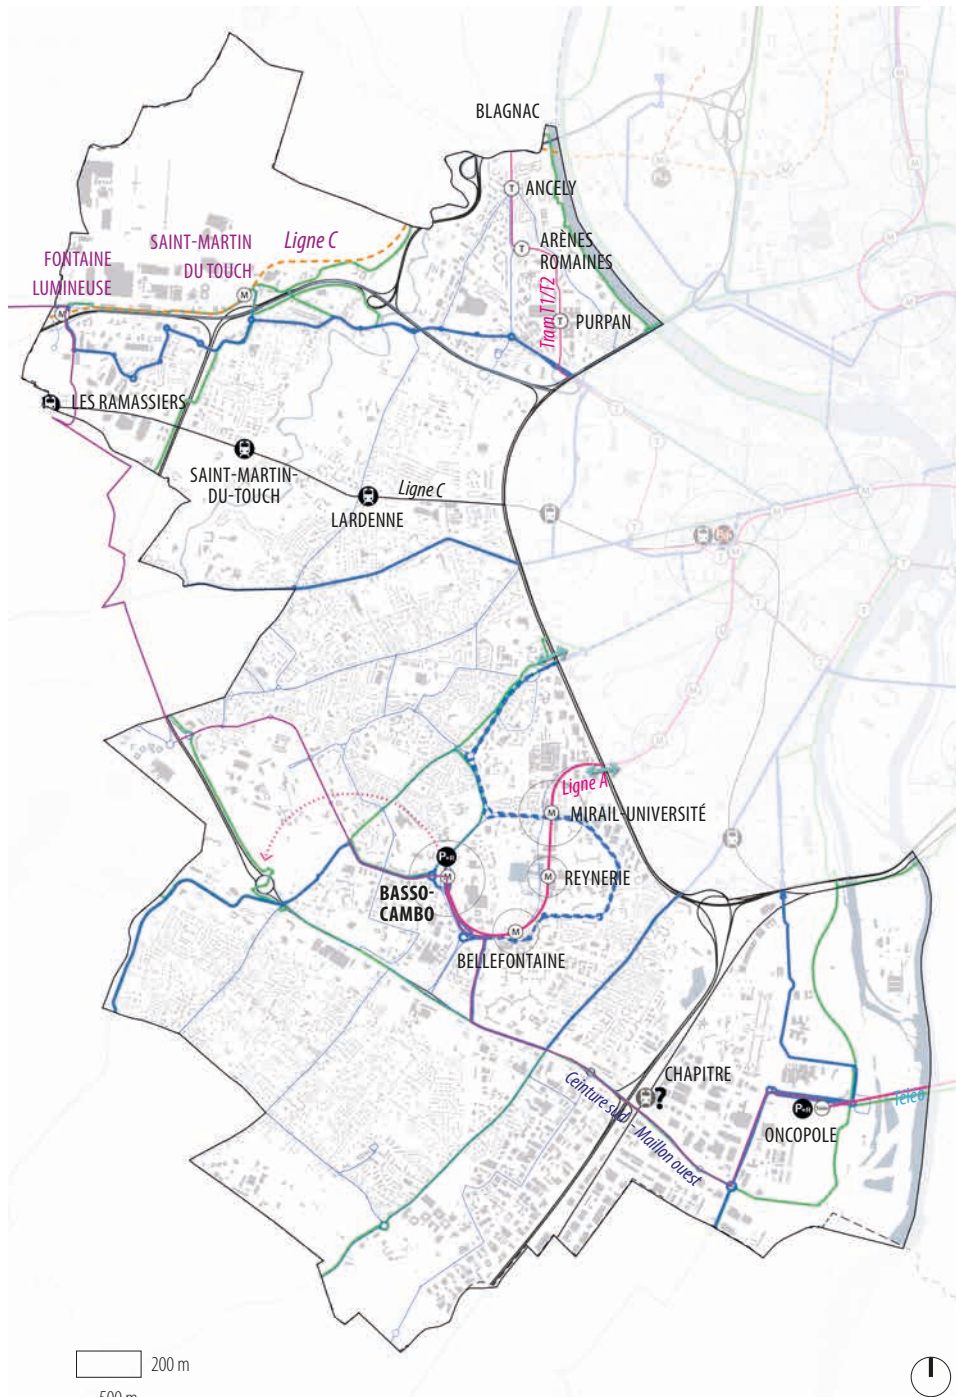 BLAGNAC
T
ANCELY
SAINT-MARTIN
DU TOUCH
Ligne C
T
ARÈNES
ROMAINES
FONTAINE
LUMINEUSE
M
M
Tram T1/T2
T
PURPAN
LES RAMASSIERS
SAINT-MARTIN-
DU-TOUCH
Ligne C
LARDENNE
Ligne A
M
MIRAIL-UNIVERSITÉ
P+R
M
BASSO-
CAMBO
M
REYNERIE
M
BELLEFONTAINE
CHAPITRE
?
Ceinture sud - Maillon ouest
P+R
Téléo
ONCOPOLE
200 m
500 m